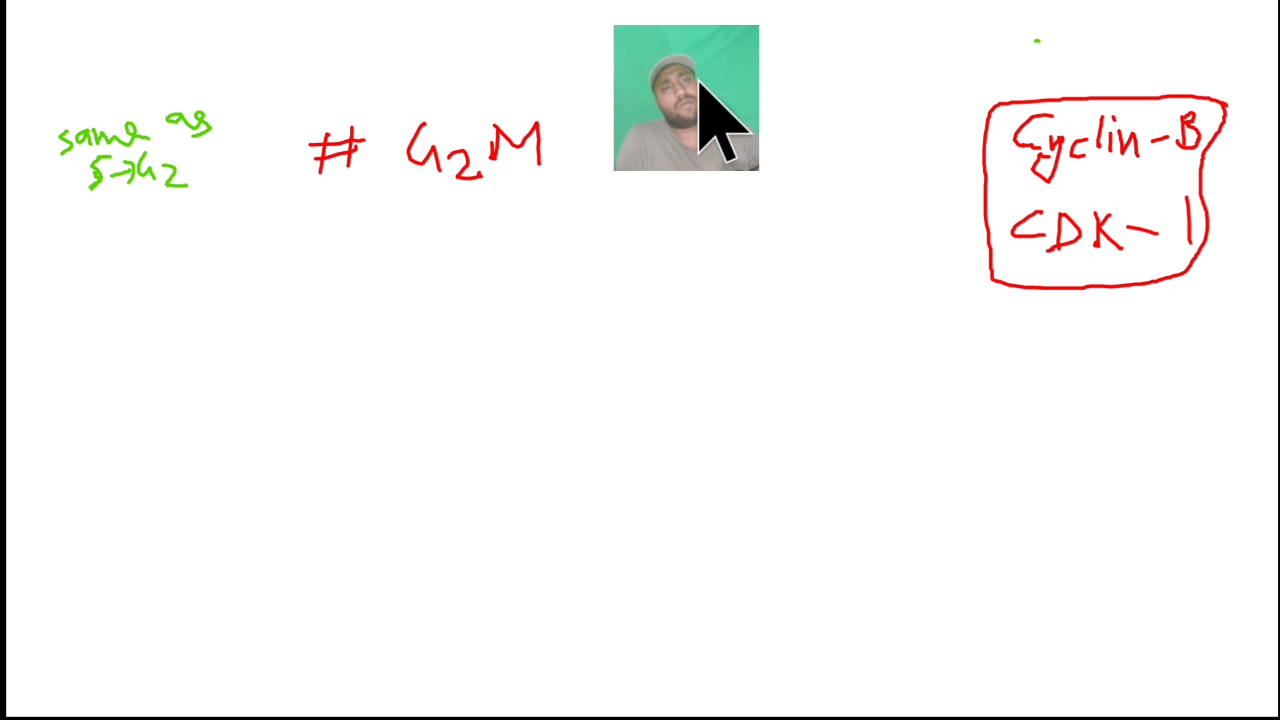 same as
S→G2
# G2M
Cyclin-B
CDK-1